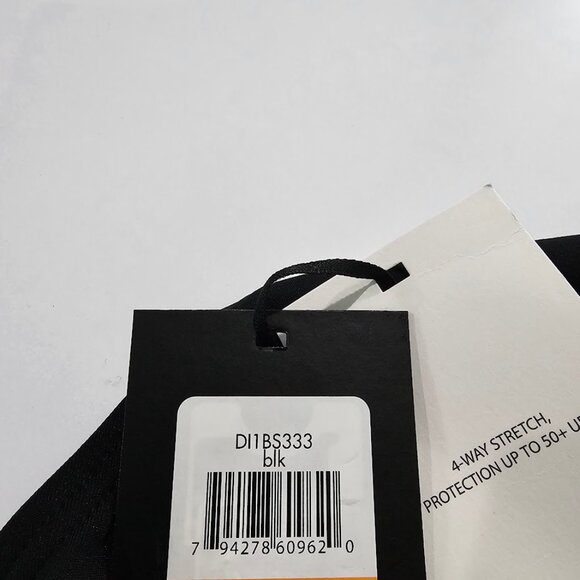 DI1BS333
blk
7 94278 60962 0
4-WAY STRETCH,
PROTECTION UP TO 50+ U